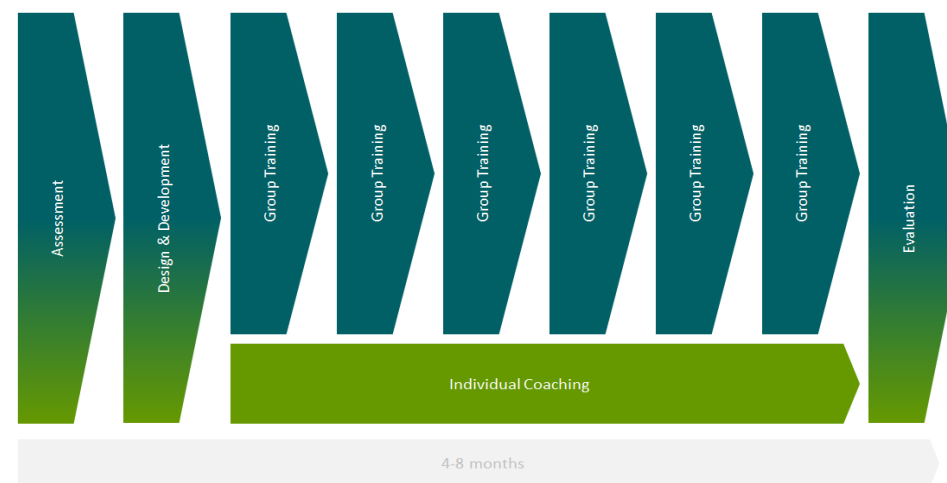 Assessment
Design & Development
Group Training
Group Training
Group Training
Group Training
Group Training
Group Training
Evaluation
Individual Coaching
4-8 months